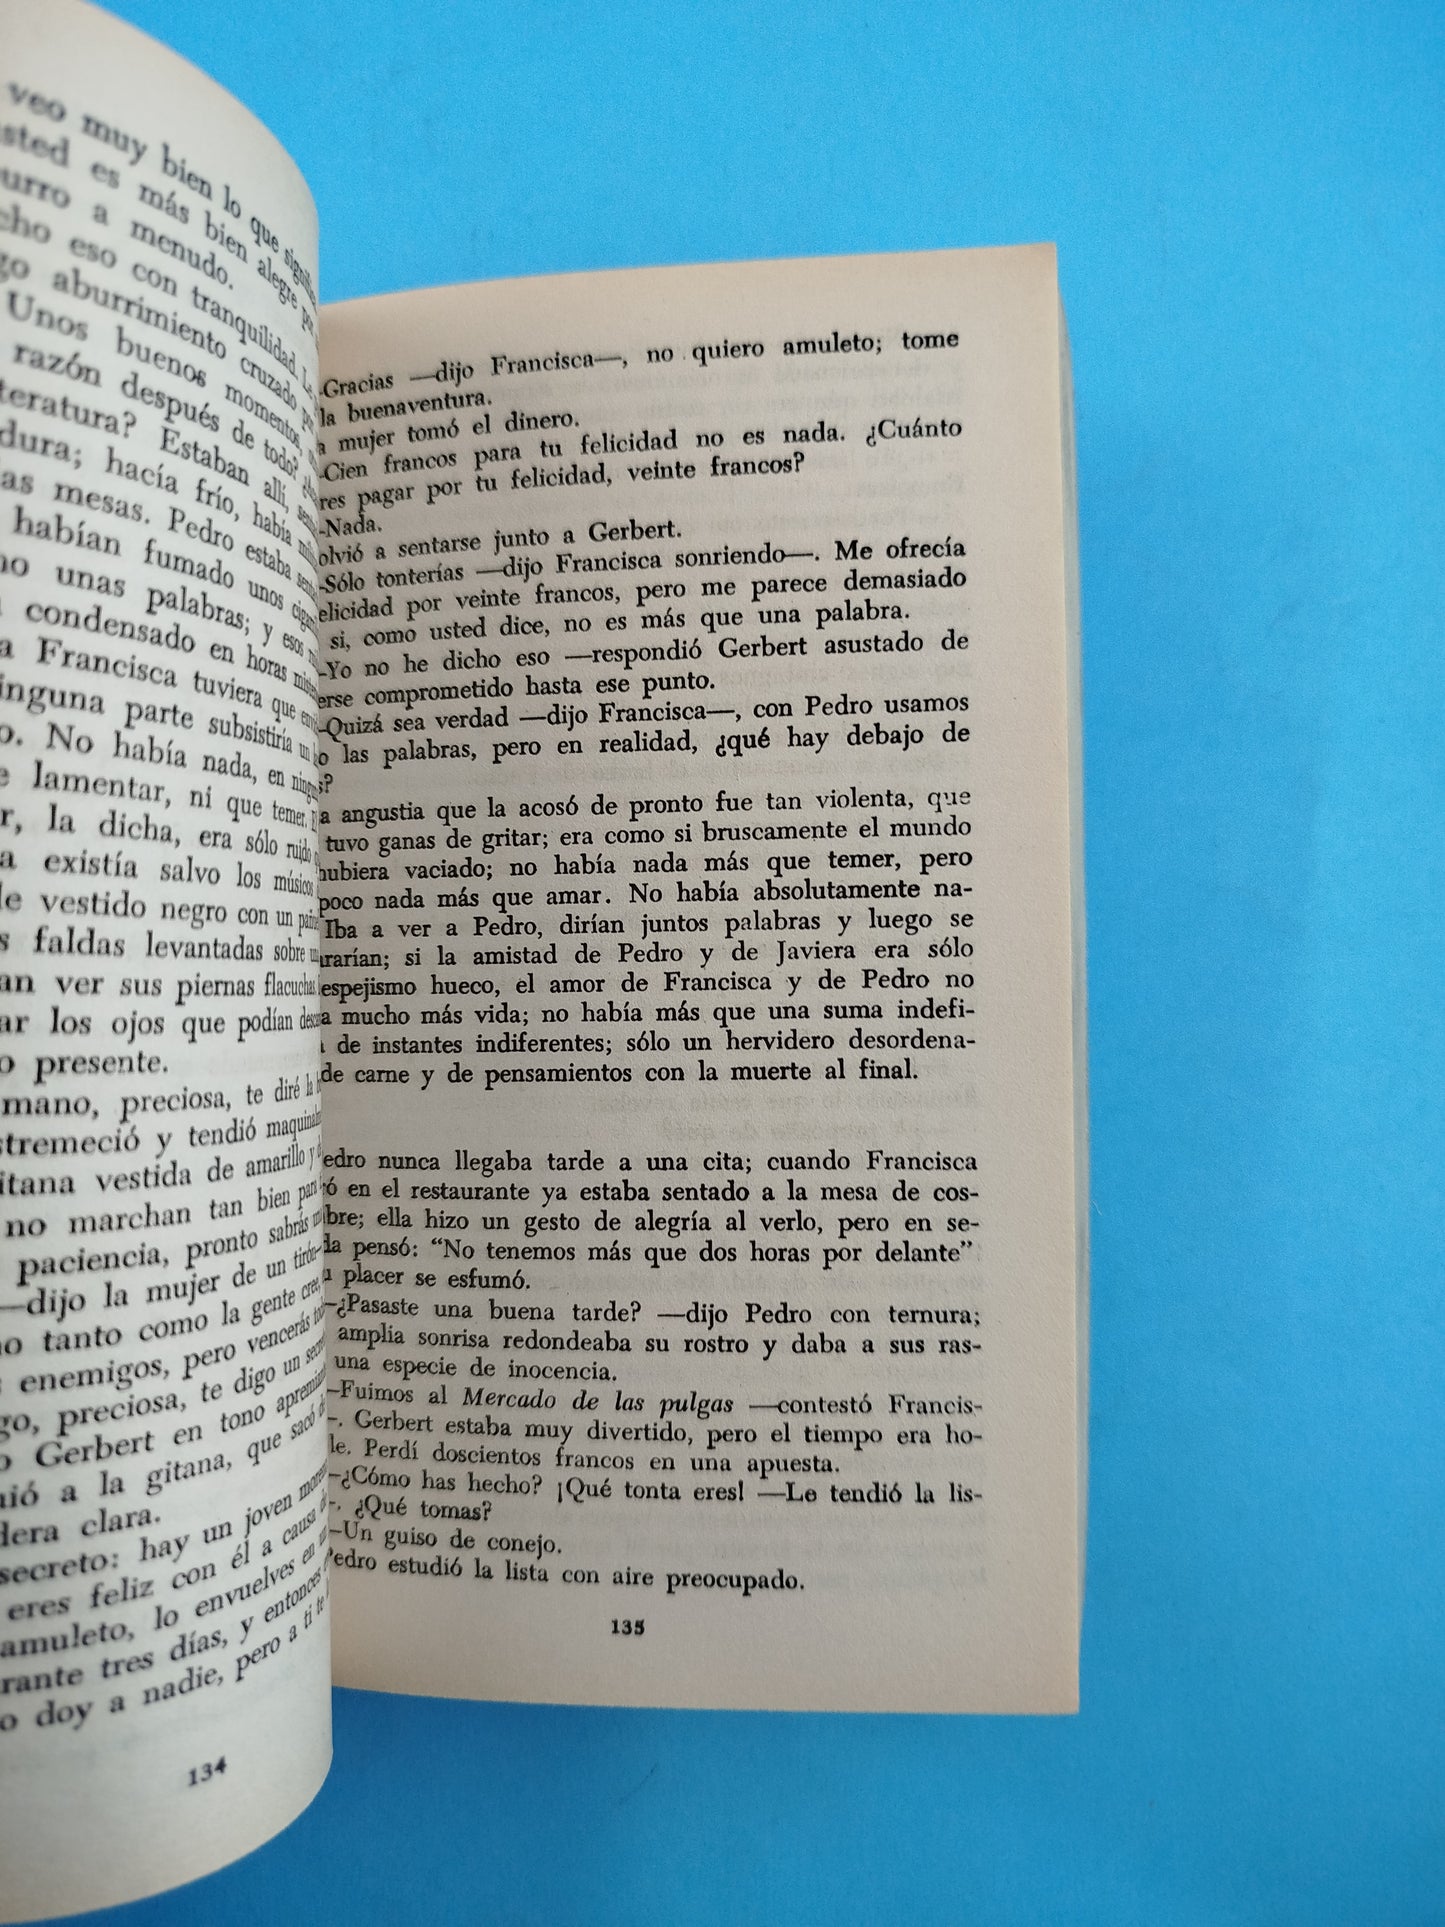 veo muy bien lo que
es más bien alegre por
a menudo.
eso con tranquilidad. Le
aburrimiento cruzado por
Unos buenos momentos,
razón después de todo?
Estaban allí,
hacía frío, había
mesas. Pedro estaba
habían fumado unos
unas palabras; y esos
condensado en horas
Francisca tuviera que
parte subsistiría un
No había nada, en
lamentar, ni que temer.
la dicha, era sólo ruido
existía salvo los músicos
vestido negro con un
faldas levantadas sobre
ver sus piernas flacuchas
los ojos que podían
presente.
mano, preciosa, te diré la
y tendió
vestida de amarillo y
no marchan tan bien
paciencia, pronto sabrás
—dijo la mujer de un tirón—
tanto como la gente cree,
enemigos, pero vencerás
preciosa, te digo un
Gerbert en tono
a la gitana, que sacó
clara.
secreto: hay un joven
eres feliz con él a causa
amuleto, lo envuelves en
tres días, y entonces
doy a nadie, pero a ti te
134
-Gracias —dijo Francisca—, no quiero amuleto; tome
la buenaventura.
a mujer tomó el dinero.
-Cien francos para tu felicidad no es nada. ¿Cuánto
res pagar por tu felicidad, veinte francos?
-Nada.
olvió a sentarse junto a Gerbert.
-Sólo tonterías —dijo Francisca sonriendo—. Me ofrecía
elicidad por veinte francos, pero me parece demasiado
si, como usted dice, no es más que una palabra.
-Yo no he dicho eso —respondió Gerbert asustado de
erse comprometido hasta ese punto.
-Quizá sea verdad —dijo Francisca—, con Pedro usamos
o las palabras, pero en realidad, ¿qué hay debajo de
s?
a angustia que la acosó de pronto fue tan violenta, que
tuvo ganas de gritar; era como si bruscamente el mundo
hubiera vaciado; no había nada más que temer, pero
poco nada más que amar. No había absolutamente na-
Iba a ver a Pedro, dirían juntos palabras y luego se
ararían; si la amistad de Pedro y de Javiera era sólo
espejismo hueco, el amor de Francisca y de Pedro no
a mucho más vida; no había más que una suma indefi-
de instantes indiferentes; sólo un hervidero desordena-
de carne y de pensamientos con la muerte al final.
edro nunca llegaba tarde a una cita; cuando Francisca
ró en el restaurante ya estaba sentado a la mesa de cos-
bre; ella hizo un gesto de alegría al verlo, pero en se-
da pensó: “No tenemos más que dos horas por delante”
u placer se esfumó.
—¿Pasaste una buena tarde? —dijo Pedro con ternura;
amplia sonrisa redondeaba su rostro y daba a sus ras-
una especie de inocencia.
—Fuimos al Mercado de las pulgas —contestó Francis-
—. Gerbert estaba muy divertido, pero el tiempo era ho-
le. Perdí doscientos francos en una apuesta.
—¿Cómo has hecho? ¡Qué tonta eres! —Le tendió la lis-
—. ¿Qué tomas?
—Un guiso de conejo.
Pedro estudió la lista con aire preocupado.
135